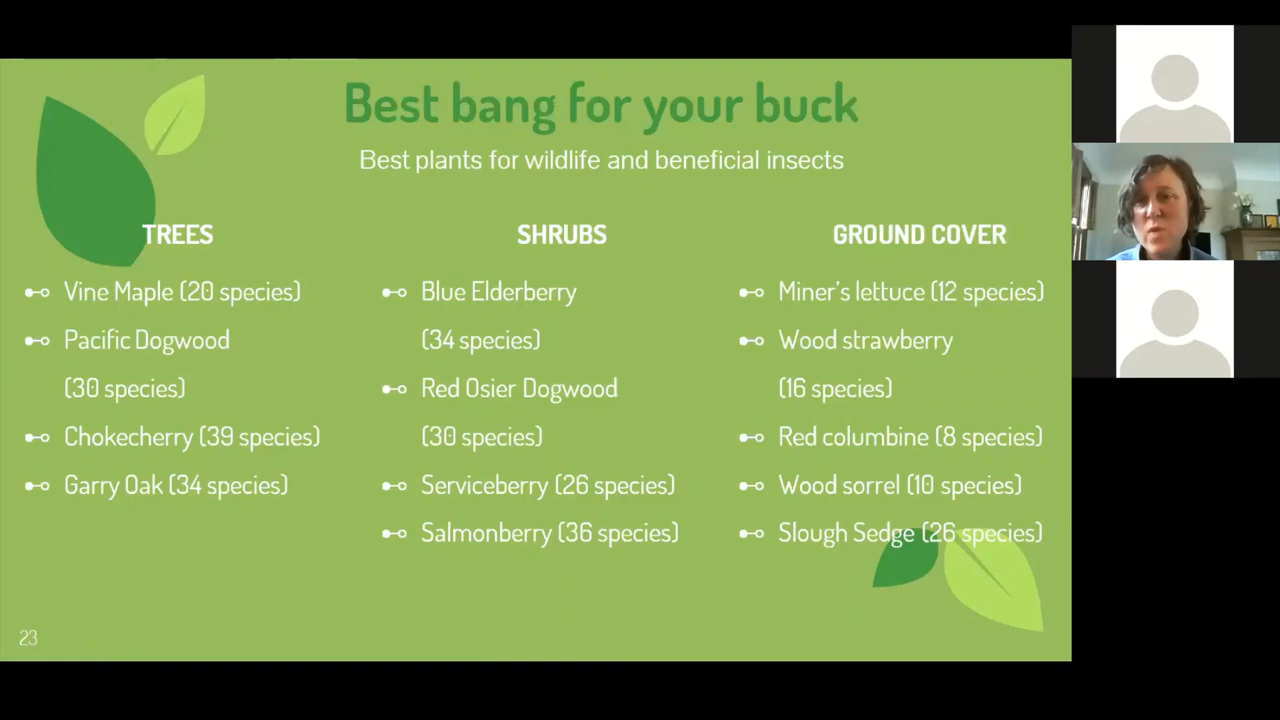 Best bang for your buck
Best plants for wildlife and beneficial insects
TREES
Vine Maple (20 species)
Pacific Dogwood
(30 species)
Chokecherry (39 species)
Garry Oak (34 species)
SHRUBS
Blue Elderberry
(34 species)
Red Osier Dogwood
(30 species)
Serviceberry (26 species)
Salmonberry (36 species)
GROUND COVER
Miner's lettuce (12 species)
Wood strawberry
(16 species)
Red columbine (8 species)
Wood sorrel (10 species)
Slough Sedge (26 species)
23